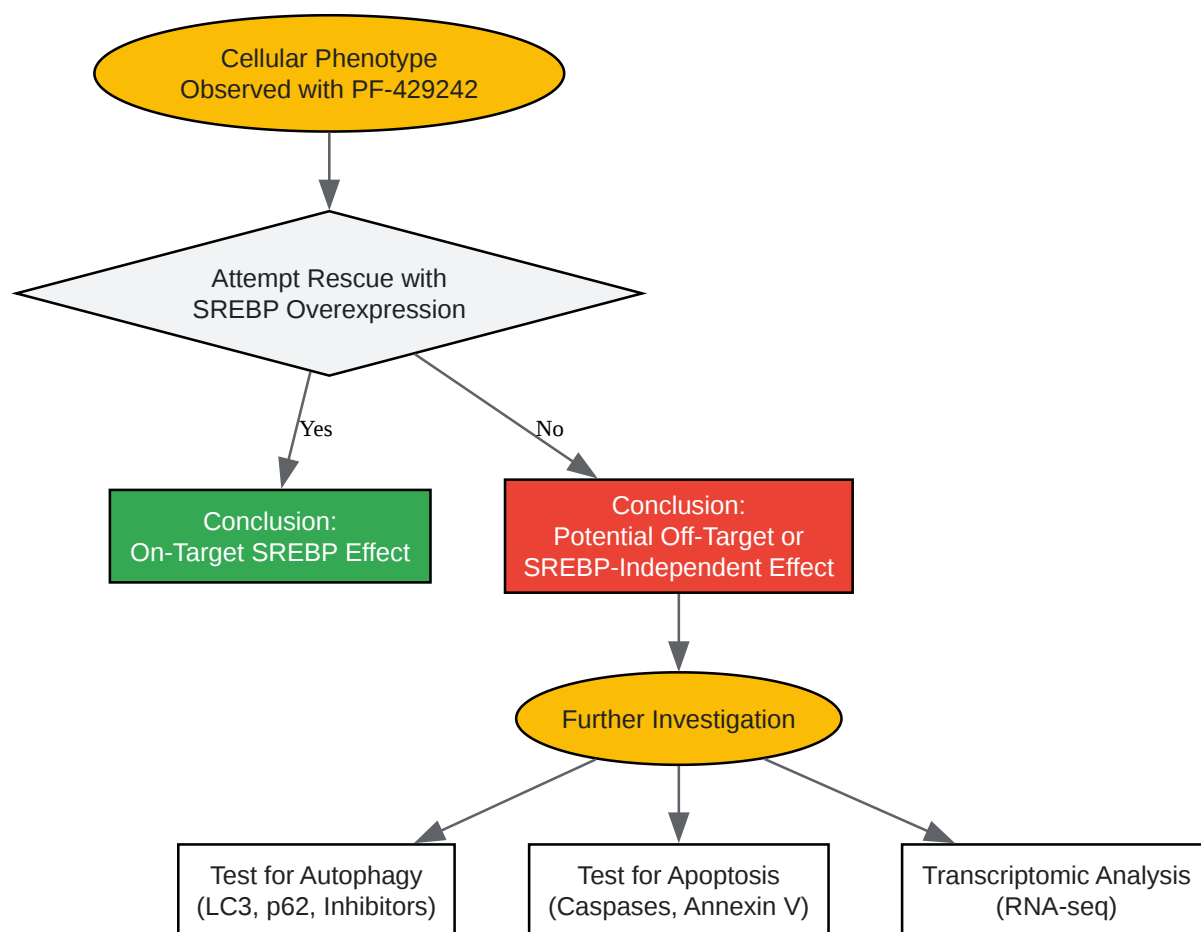 Cellular Phenotype
Observed with PF-429242
Attempt Rescue with
SREBP Overexpression
Yes
No
Conclusion:
On-Target SREBP Effect
Conclusion:
Potential Off-Target or
SREBP-Independent Effect
Further Investigation
Test for Autophagy
(LC3, p62, Inhibitors)
Test for Apoptosis
(Caspases, Annexin V)
Transcriptomic Analysis
(RNA-seq)